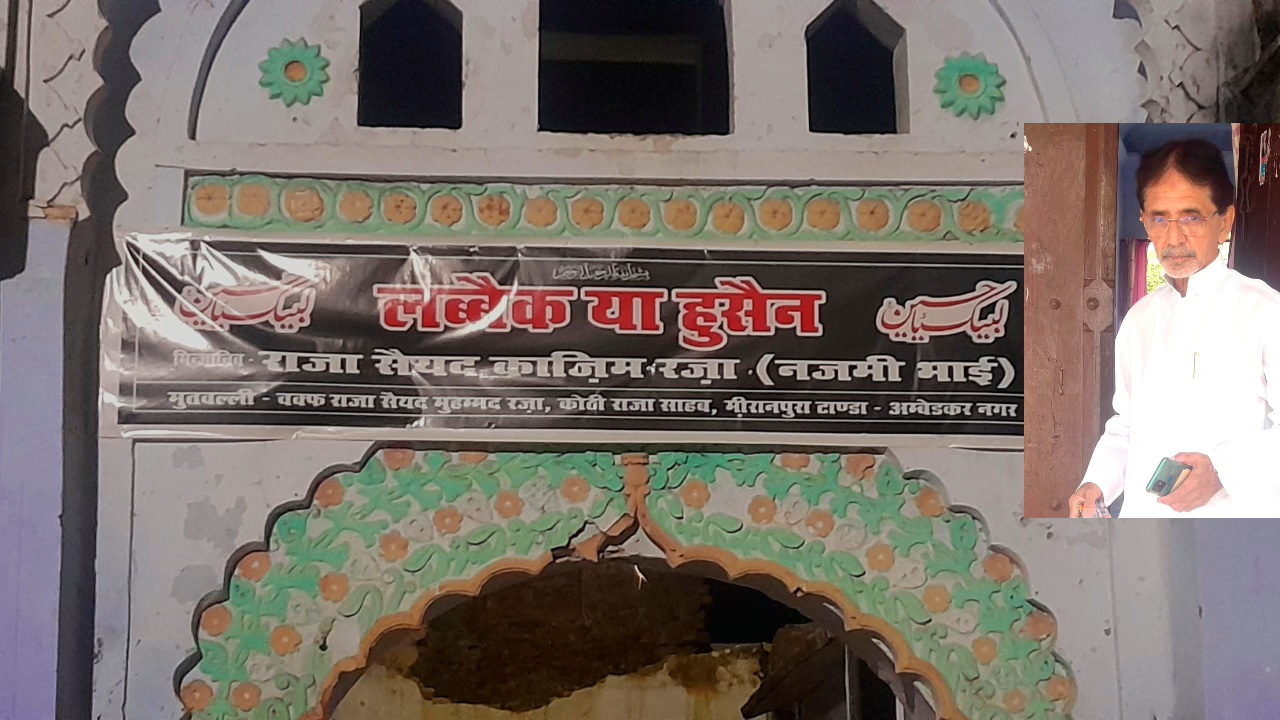 لبیک یا حسین
लब्बैक या हुसैन
لبیک یا حسین
मिनजानिब - राजा सैयद काज़िम रज़ा (नजमी भाई)
मुतवल्ली - वक्फ राजा सैयद मुहम्मद रज़ा, कोठी राजा साहब, मीरानपुरा टाण्डा - अम्बेडकर नगर